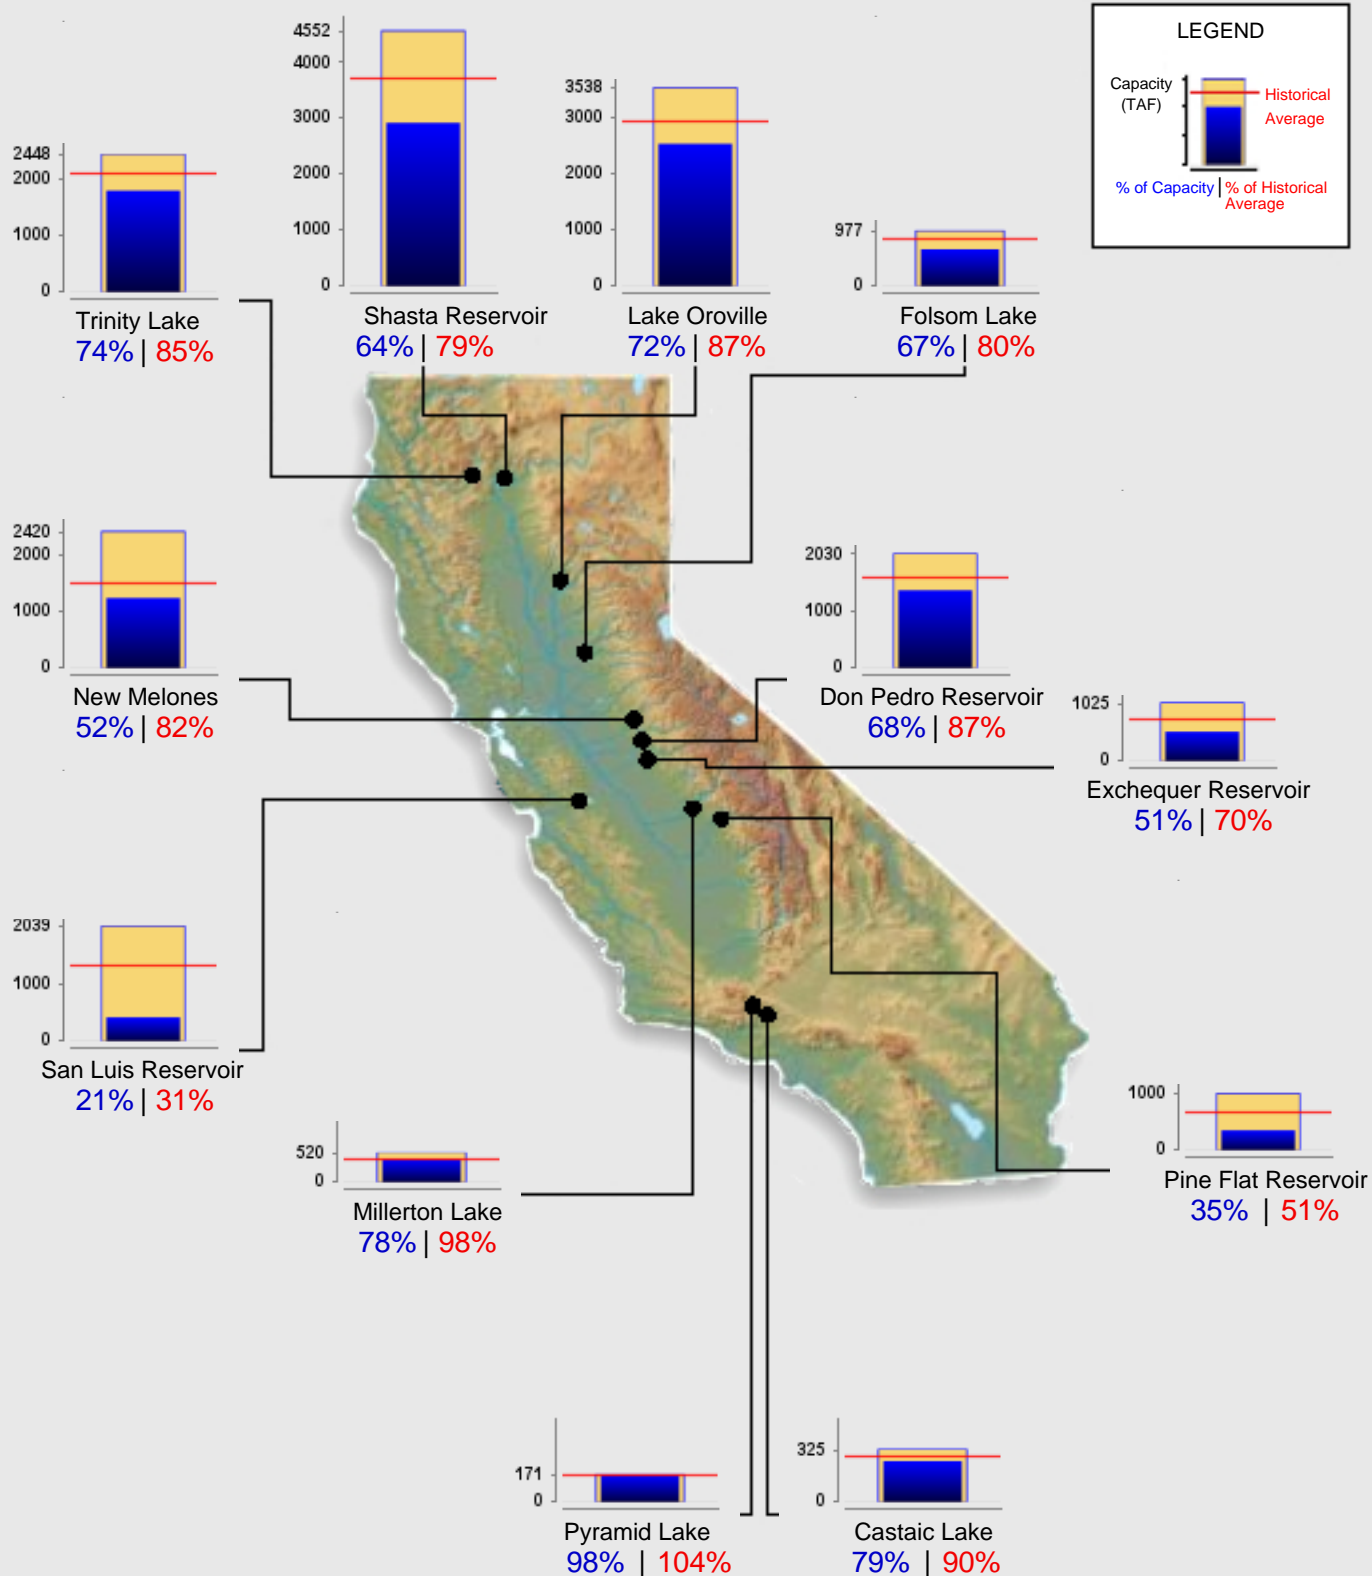 LEGEND
Capacity
(TAF)
Historical
Average
% of Capacity | % of Historical
Average
4552
4000
3000
2000
1000
0
Shasta Reservoir
64% | 79%
3538
3000
2000
1000
0
Lake Oroville
72% | 87%
2448
2000
1000
0
Trinity Lake
74% | 85%
977
0
Folsom Lake
67% | 80%
2420
2000
1000
0
New Melones
52% | 82%
2030
1000
0
Don Pedro Reservoir
68% | 87%
1025
0
Exchequer Reservoir
51% | 70%
2039
1000
0
San Luis Reservoir
21% | 31%
520
0
Millerton Lake
78% | 98%
1000
0
Pine Flat Reservoir
35% | 51%
171
0
Pyramid Lake
98% | 104%
325
0
Castaic Lake
79% | 90%